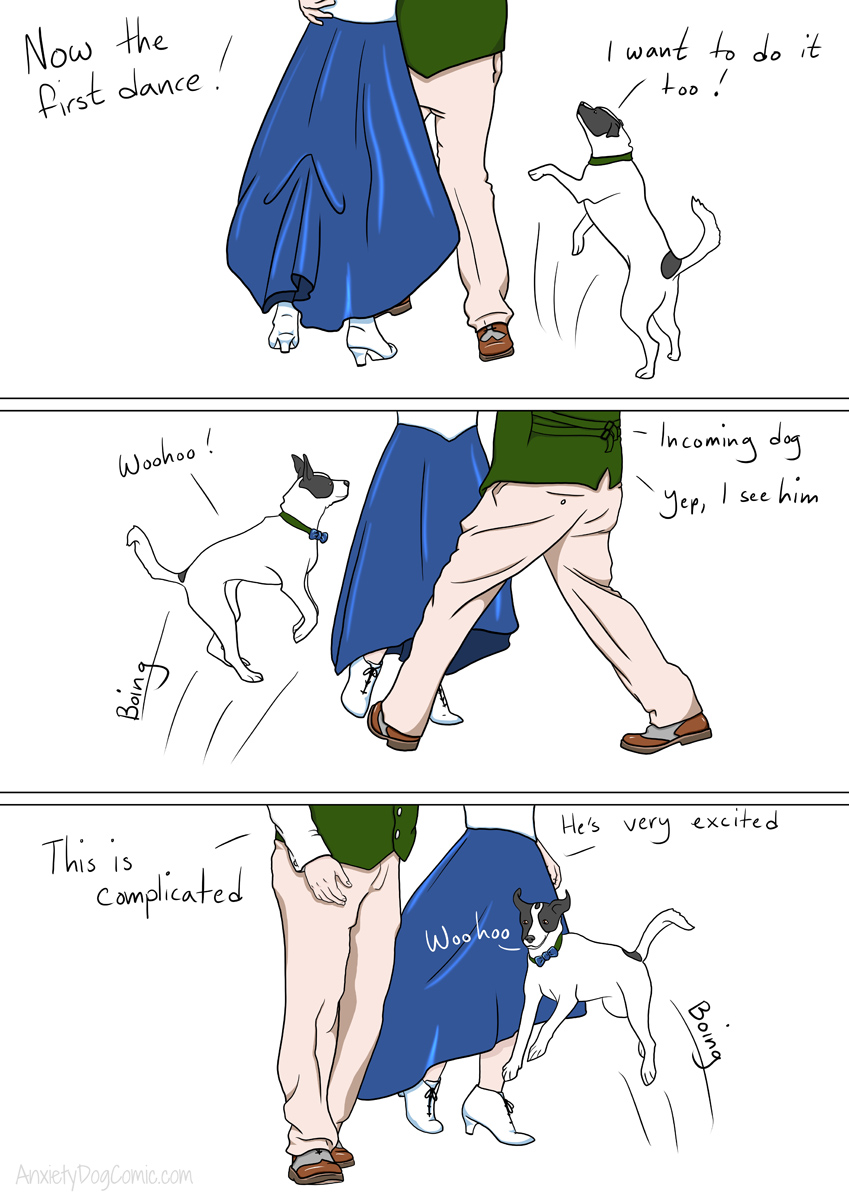 Now the
first dance!
I want to do it
too!
Woohoo!
Incoming dog
Yep, I see him
Boing
This is
complicated
He's very excited
Woohoo
Boing
AnxietyDogComic.com